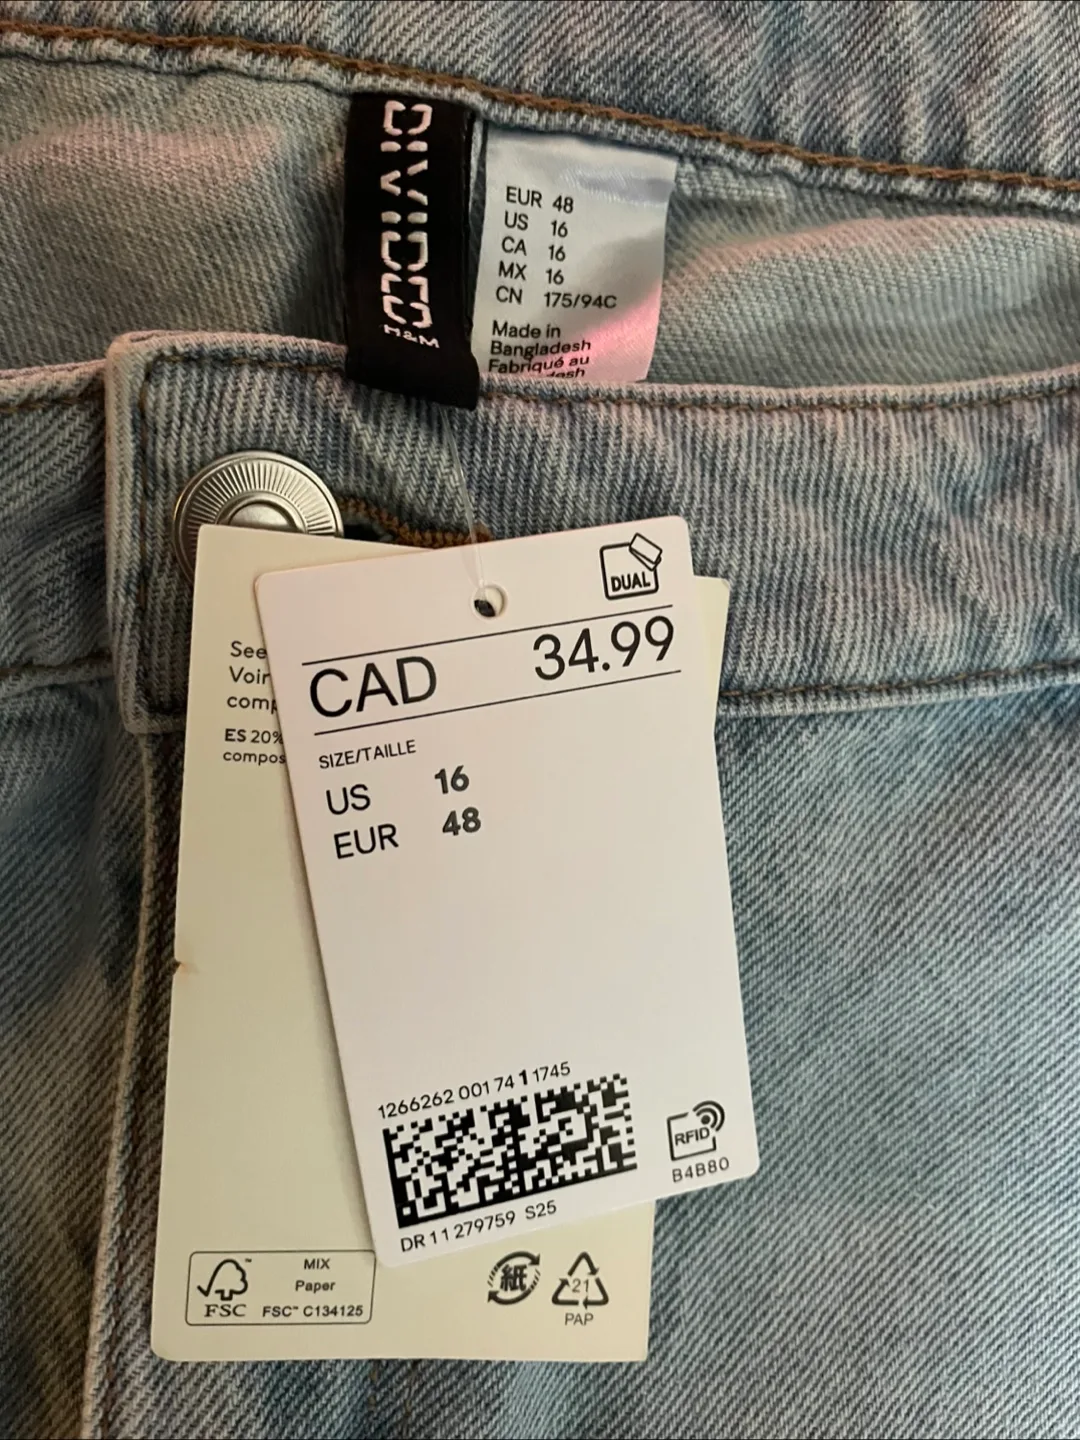 DIVIDED
H&M
EUR 48
US 16
CA 16
MX 16
CN 175/94C
Made in
Bangladesh
Fabriqué au
DUAL
CAD 34.99
SIZE/TAILLE
US 16
EUR 48
1266262 001 74 1 1745
RFID
B4B80
DR 11 279759 S25
See
Voir
ES 20%
MIX
Paper
FSC™ C134125
FSC
紙
21
PAP